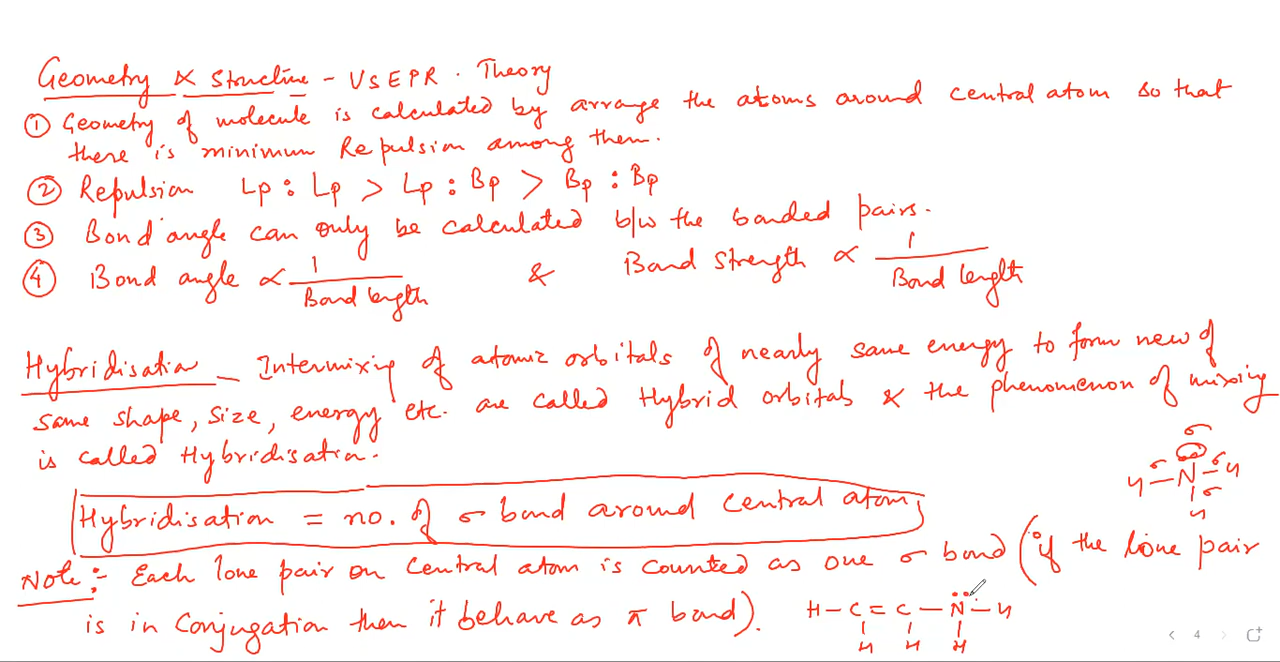 Geometry & Structure - VSEPR. Theory
① Geometry of molecule is calculated by arrange the atoms around central atom so that
there is minimum Repulsion among them.
② Repulsion Lp : Lp > Lp : Bp > Bp : Bp
③ Bond angle can only be calculated b/w the bonded pairs.
④ Bond angle ∝ 1/Bond length & Bond Strength ∝ 1/Bond length
Hybridisation - Intermixing of atomic orbitals of nearly same energy to form new of
same shape, size, energy etc. are called Hybrid orbitals & the phenomenon of mixing
is called Hybridisation.
σ
H σ N σ H
σ
H
Hybridisation = no. of σ bond around central atom
Note:- Each lone pair on central atom is counted as one σ bond (if the lone pair
is in Conjugation then it behave as π bond).
H - C = C - N̈ - H
H H H
4